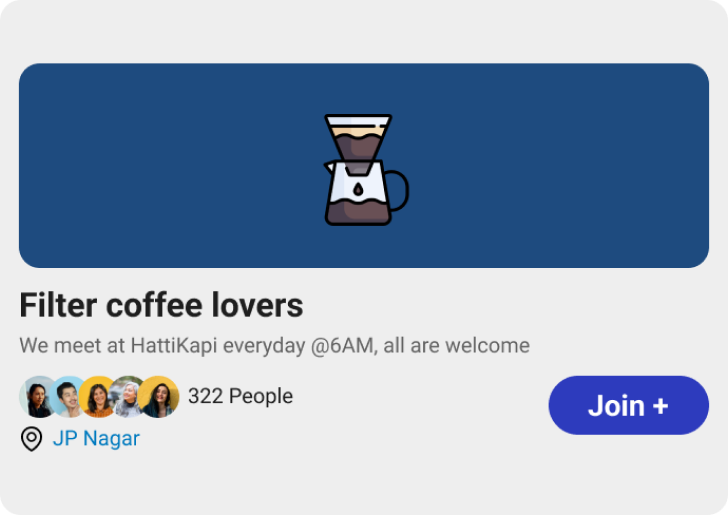 Filter coffee lovers
We meet at HattiKapi everyday @6AM, all are welcome
322 People
Join +
JP Nagar